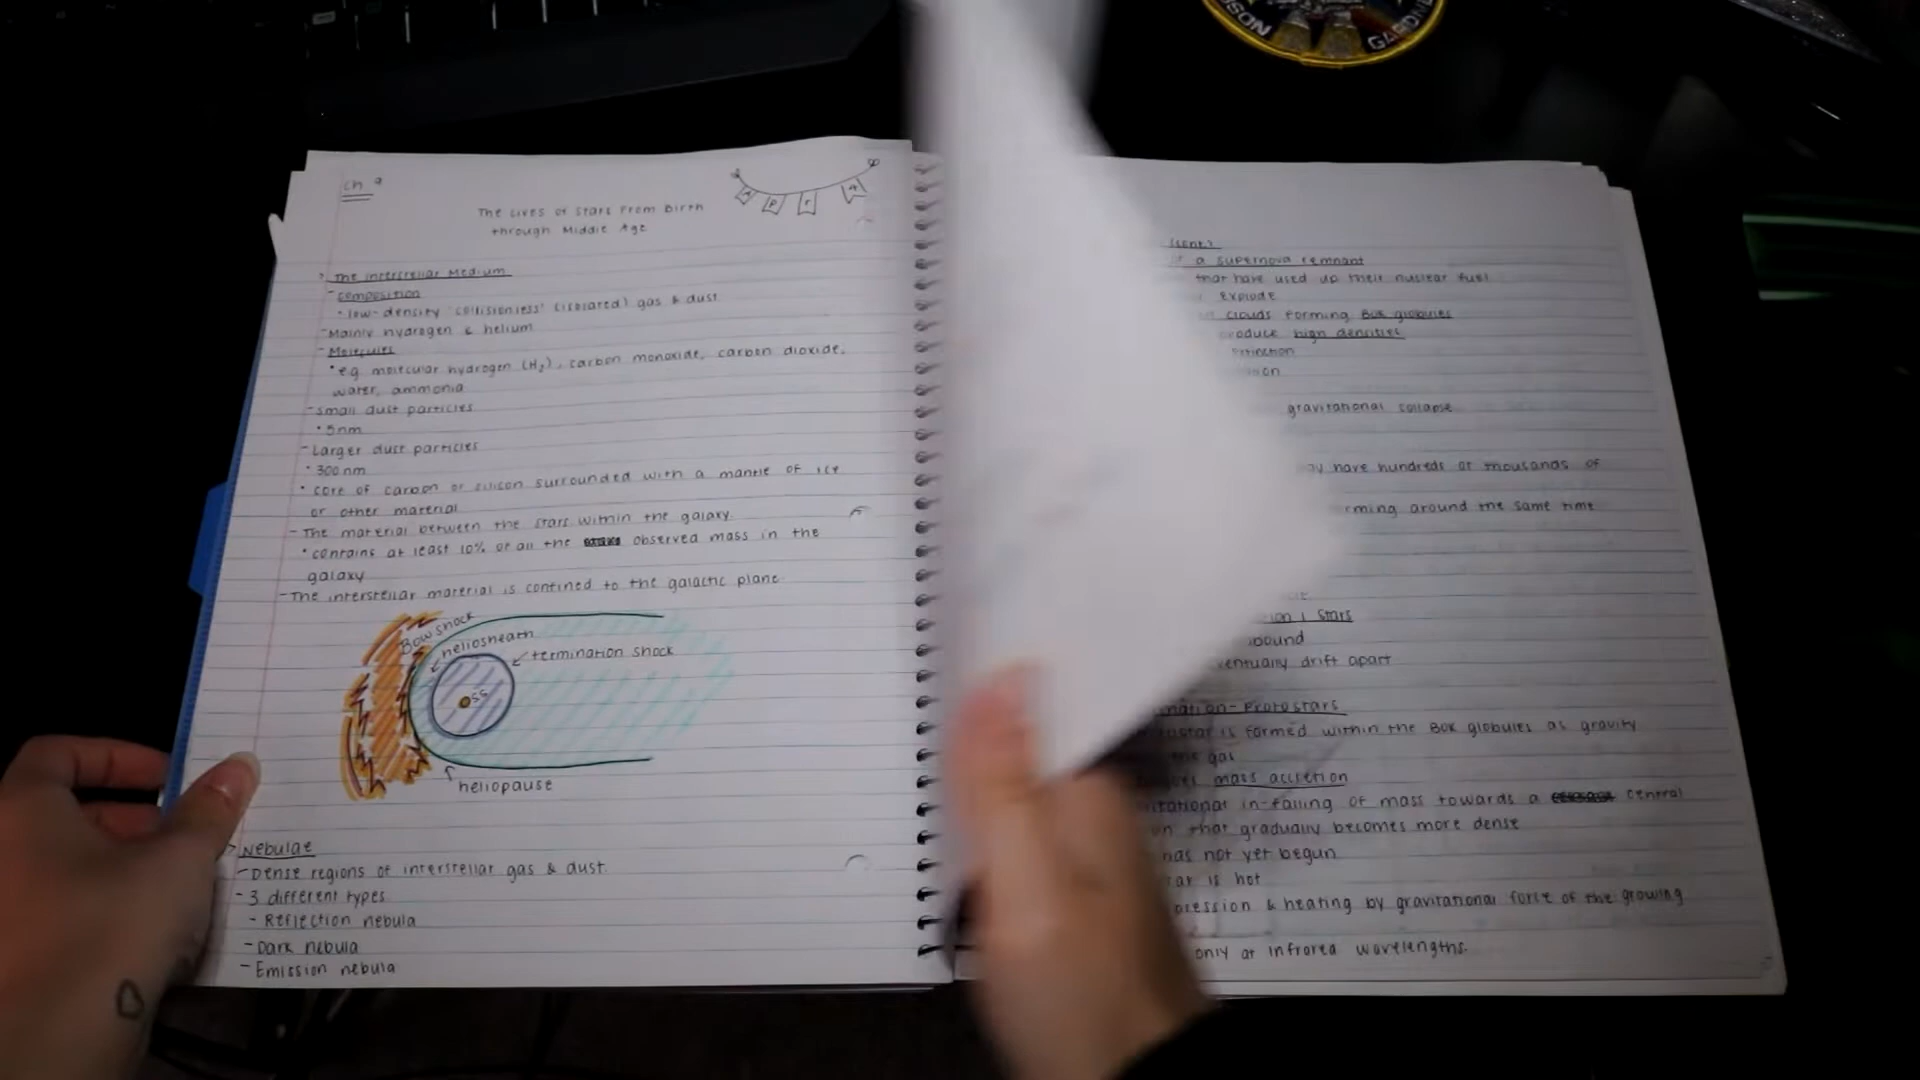 Ch 9
A P r 4
The Lives of Stars From Birth
through Middle Age
The Interstellar Medium
- Composition
• low-density 'collisionless' (isolated) gas & dust
- Mainly hydrogen & helium
- Molecules
• eg molecular hydrogen (H₂), carbon monoxide, carbon dioxide,
water, ammonia
- small dust particles
• 5nm
- Larger dust particles
• 300 nm
• core of carbon or silicon surrounded with a mantle of ice
or other material
- The material between the stars within the galaxy
• contains at least 10% of all the observed mass in the
galaxy
- The interstellar material is confined to the galactic plane
Bow shock
heliosheath
termination shock
SS
heliopause
> Nebulae
- Dense regions of interstellar gas & dust
- 3 different types
- Reflection nebula
- Dark nebula
- Emission nebula
(cont)
a supernova remnant
that have used up their nuclear fuel
explode
clouds forming Bok globules
high densities
extinction
gravitational collapse
have hundreds or thousands of
around the same time
stars
eventually drift apart
Protostars
is formed within the Bok globules as gravity
the gas
mass accretion
in-falling of mass towards a central
that gradually becomes more dense
has not yet begun
is hot
& heating by gravitational force of the growing
only at infrared wavelengths.